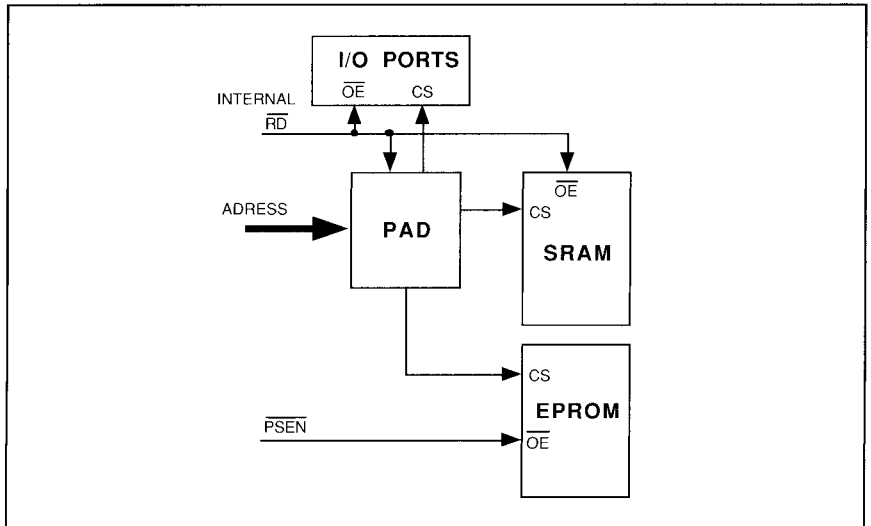 I/O PORTS
OE CS
INTERNAL
RD
ADRESS
PAD
OE
CS
SRAM
CS
EPROM
PSEN
OE